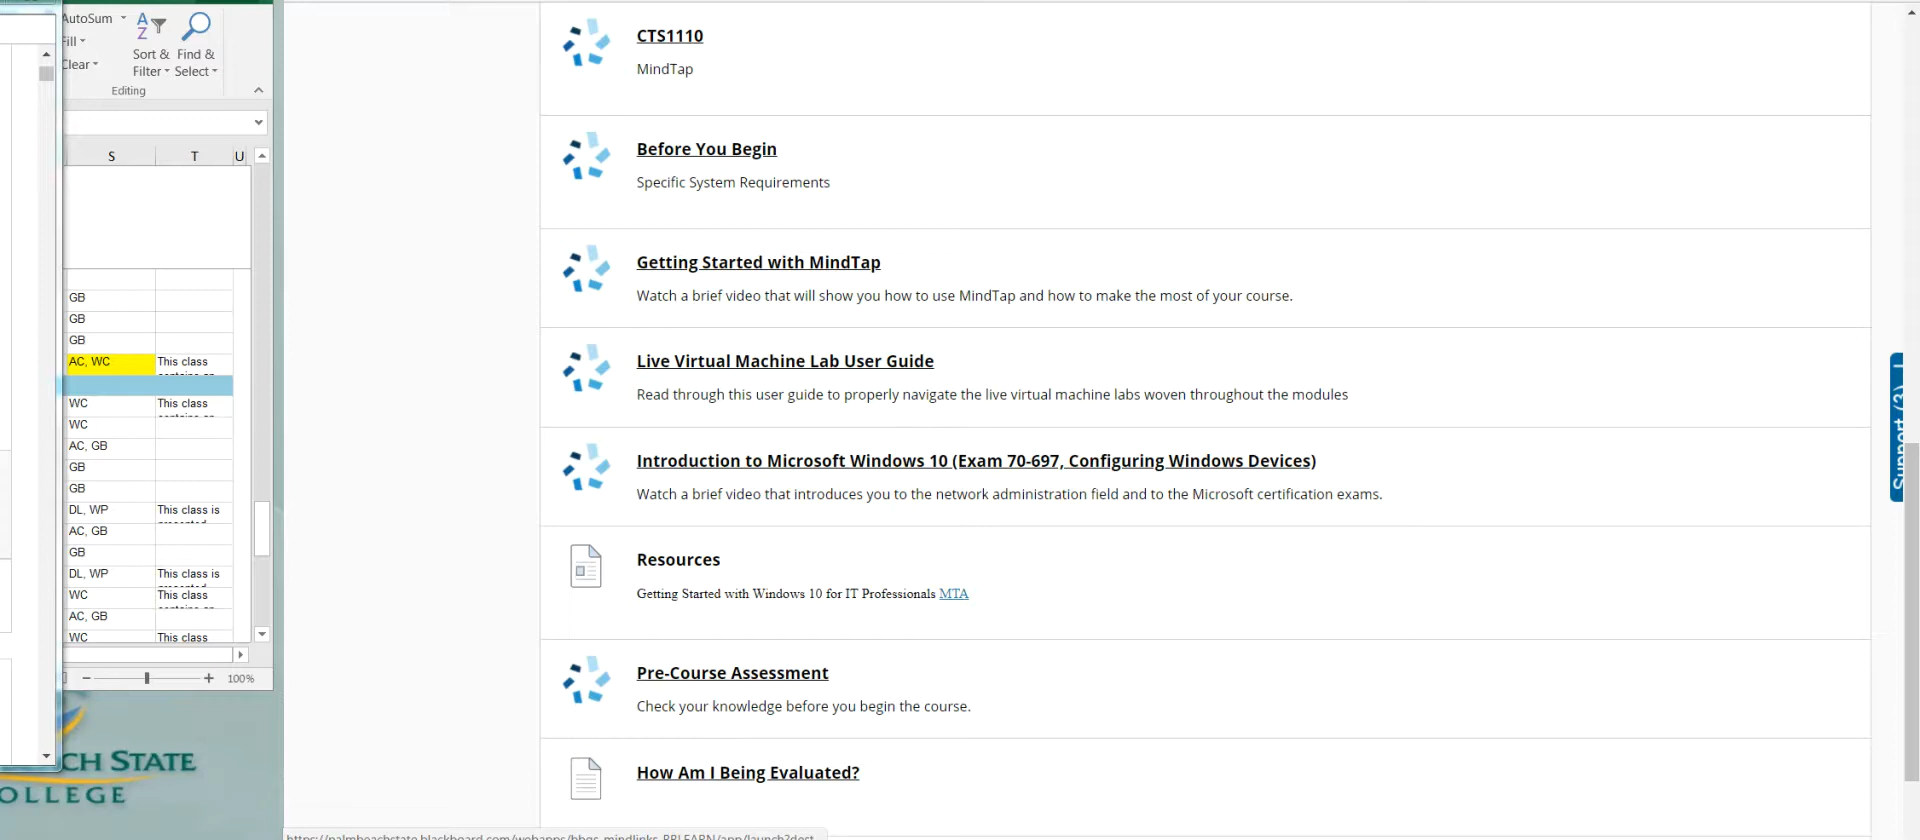 AutoSum
Fill
Clear
Sort & Filter
Find & Select
Editing
S T U
GB
GB
GB
AC, WC This class
WC This class
WC
AC, GB
GB
GB
DL, WP This class is
AC, GB
GB
DL, WP This class is
WC This class
AC, GB
WC This class
100%
CH STATE
OLLEGE
CTS1110
MindTap
Before You Begin
Specific System Requirements
Getting Started with MindTap
Watch a brief video that will show you how to use MindTap and how to make the most of your course.
Live Virtual Machine Lab User Guide
Read through this user guide to properly navigate the live virtual machine labs woven throughout the modules
Introduction to Microsoft Windows 10 (Exam 70-697, Configuring Windows Devices)
Watch a brief video that introduces you to the network administration field and to the Microsoft certification exams.
Resources
Getting Started with Windows 10 for IT Professionals MTA
Pre-Course Assessment
Check your knowledge before you begin the course.
How Am I Being Evaluated?
Support (3)